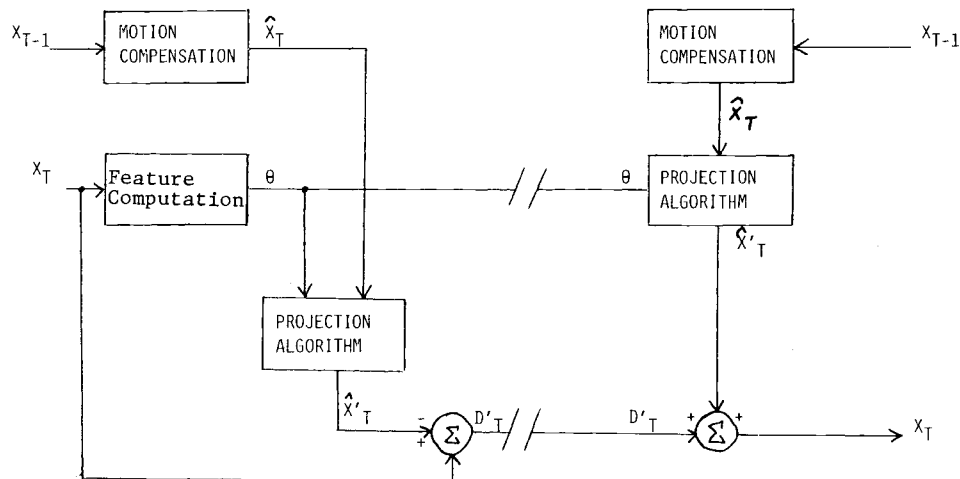 X_{T-1}
MOTION
COMPENSATION
X̂_T
MOTION
COMPENSATION
X_{T-1}
X̂_T
X_T
Feature
Computation
θ
θ
PROJECTION
ALGORITHM
X̂'_T
PROJECTION
ALGORITHM
X̂'_T
-
+
Σ
D'_T
D'_T
+
+
Σ
X_T